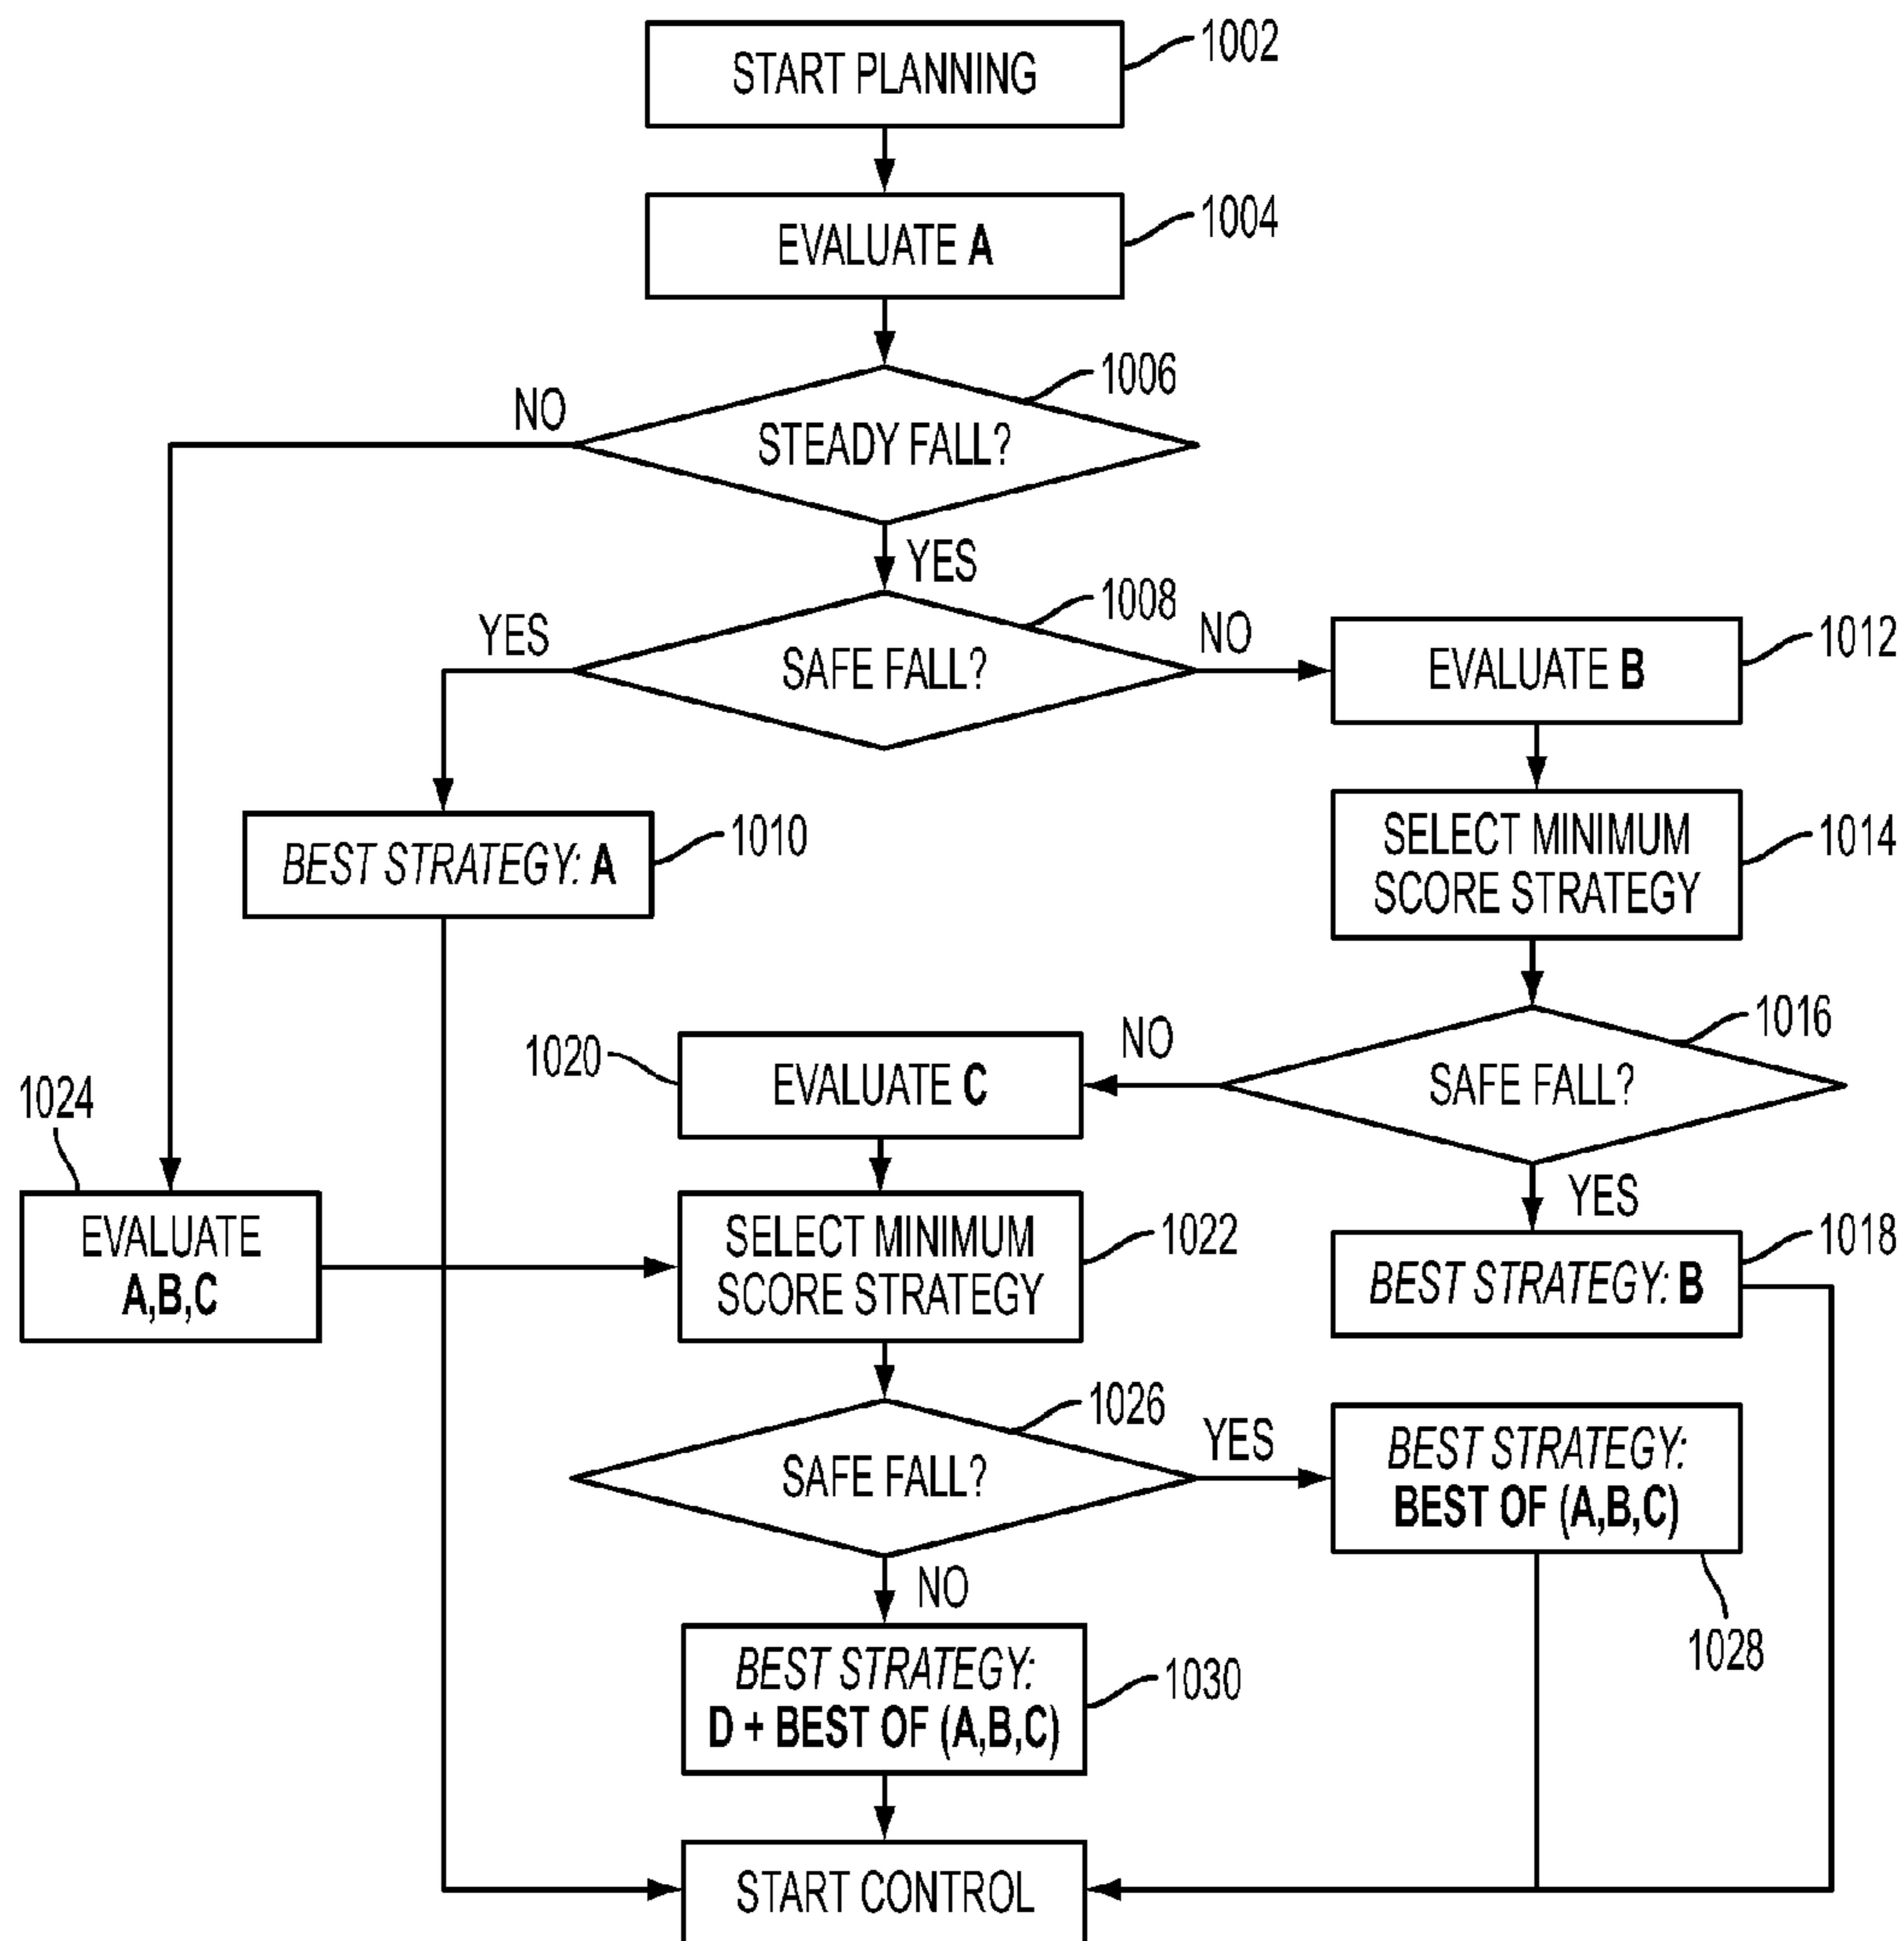 START PLANNING
1002
EVALUATE A
1004
1006
NO
STEADY FALL?
YES
1008
YES
NO
SAFE FALL?
EVALUATE B
1012
BEST STRATEGY: A
1010
SELECT MINIMUM
SCORE STRATEGY
1014
1016
NO
1020
EVALUATE C
SAFE FALL?
1024
YES
EVALUATE
A,B,C
SELECT MINIMUM
SCORE STRATEGY
1022
1018
BEST STRATEGY: B
1026
YES
SAFE FALL?
BEST STRATEGY:
BEST OF (A,B,C)
NO
1028
BEST STRATEGY:
D + BEST OF (A,B,C)
1030
START CONTROL